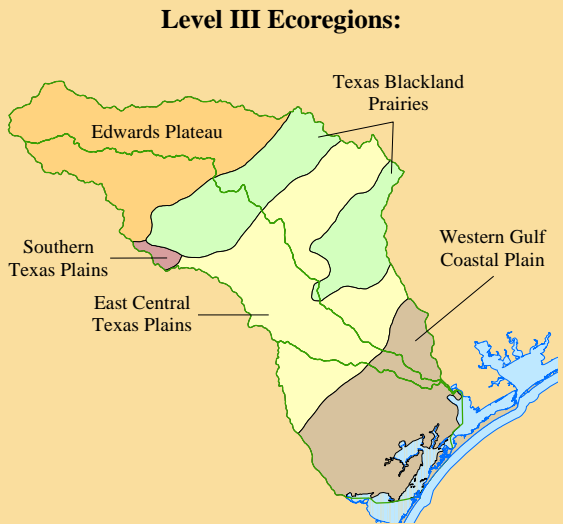 Level III Ecoregions:
Texas Blackland
Prairies
Edwards Plateau
Western Gulf
Coastal Plain
Southern
Texas Plains
East Central
Texas Plains